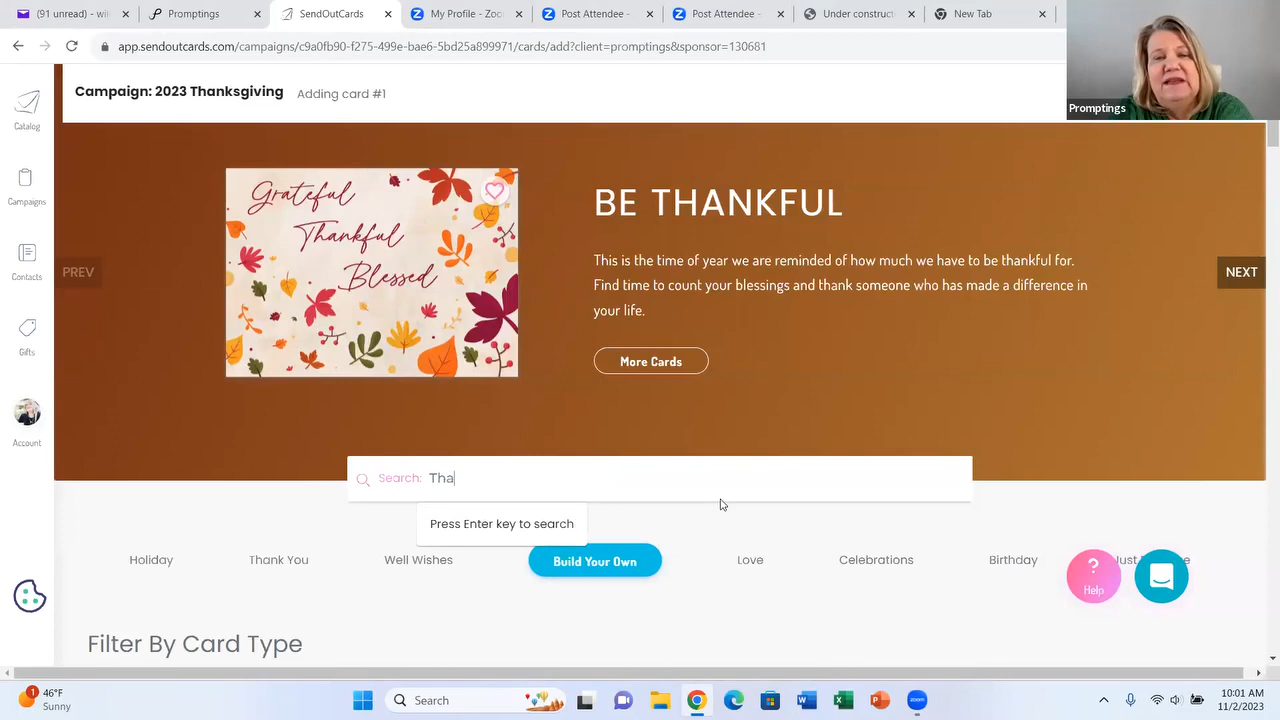 (91 unread) - wit
Promptings
SendOutCards
My Profile - Zoo
Post Attendee -
Post Attendee -
Under construct
New Tab
app.sendoutcards.com/campaigns/c9a0fb90-f275-499e-bae6-5bd25a899971/cards/add?client=promptings&sponsor=130681
Promptings
Catalog
Campaigns
Contacts
Gifts
Account
Campaign: 2023 Thanksgiving Adding card #1
PREV
Grateful
Thankful
Blessed
BE THANKFUL
This is the time of year we are reminded of how much we have to be thankful for.
Find time to count your blessings and thank someone who has made a difference in
your life.
More Cards
NEXT
Search: Tha
Press Enter key to search
Holiday Thank You Well Wishes Build Your Own Love Celebrations Birthday Just
?
Help
Filter By Card Type
1
46°F
Sunny
Search
zoom
10:01 AM
11/2/2023